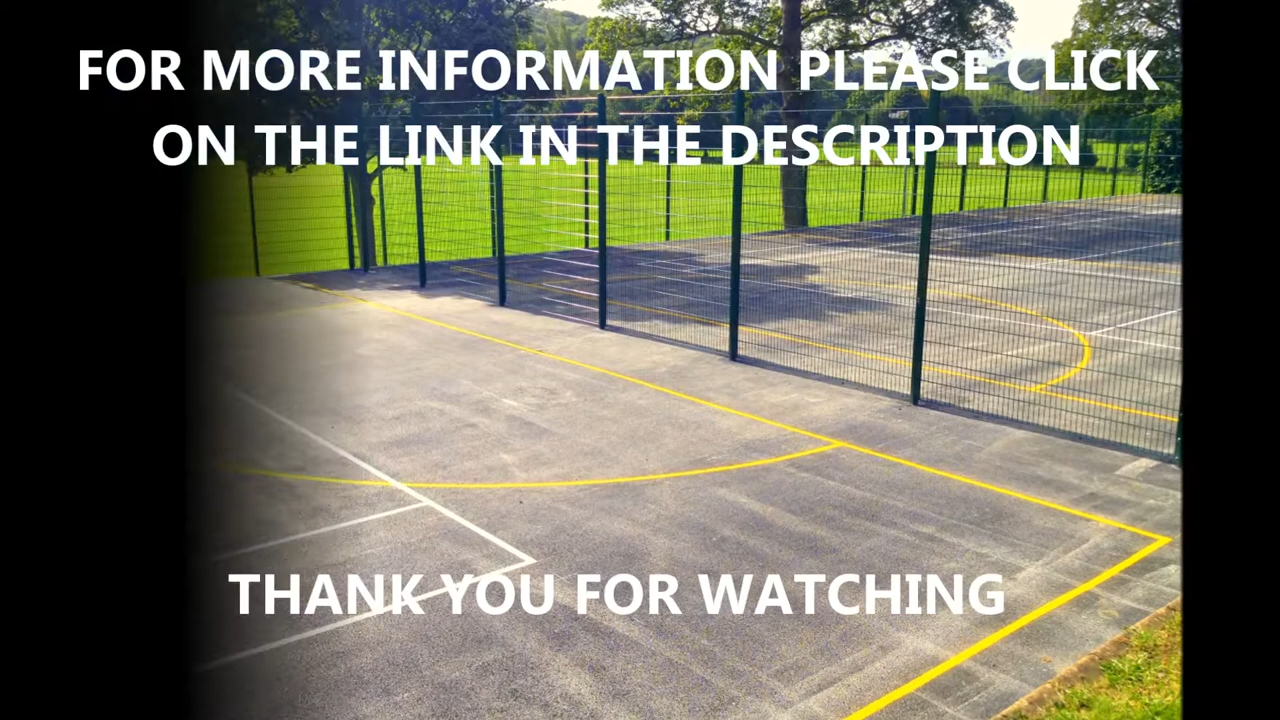 FOR MORE INFORMATION PLEASE CLICK
ON THE LINK IN THE DESCRIPTION
THANK YOU FOR WATCHING